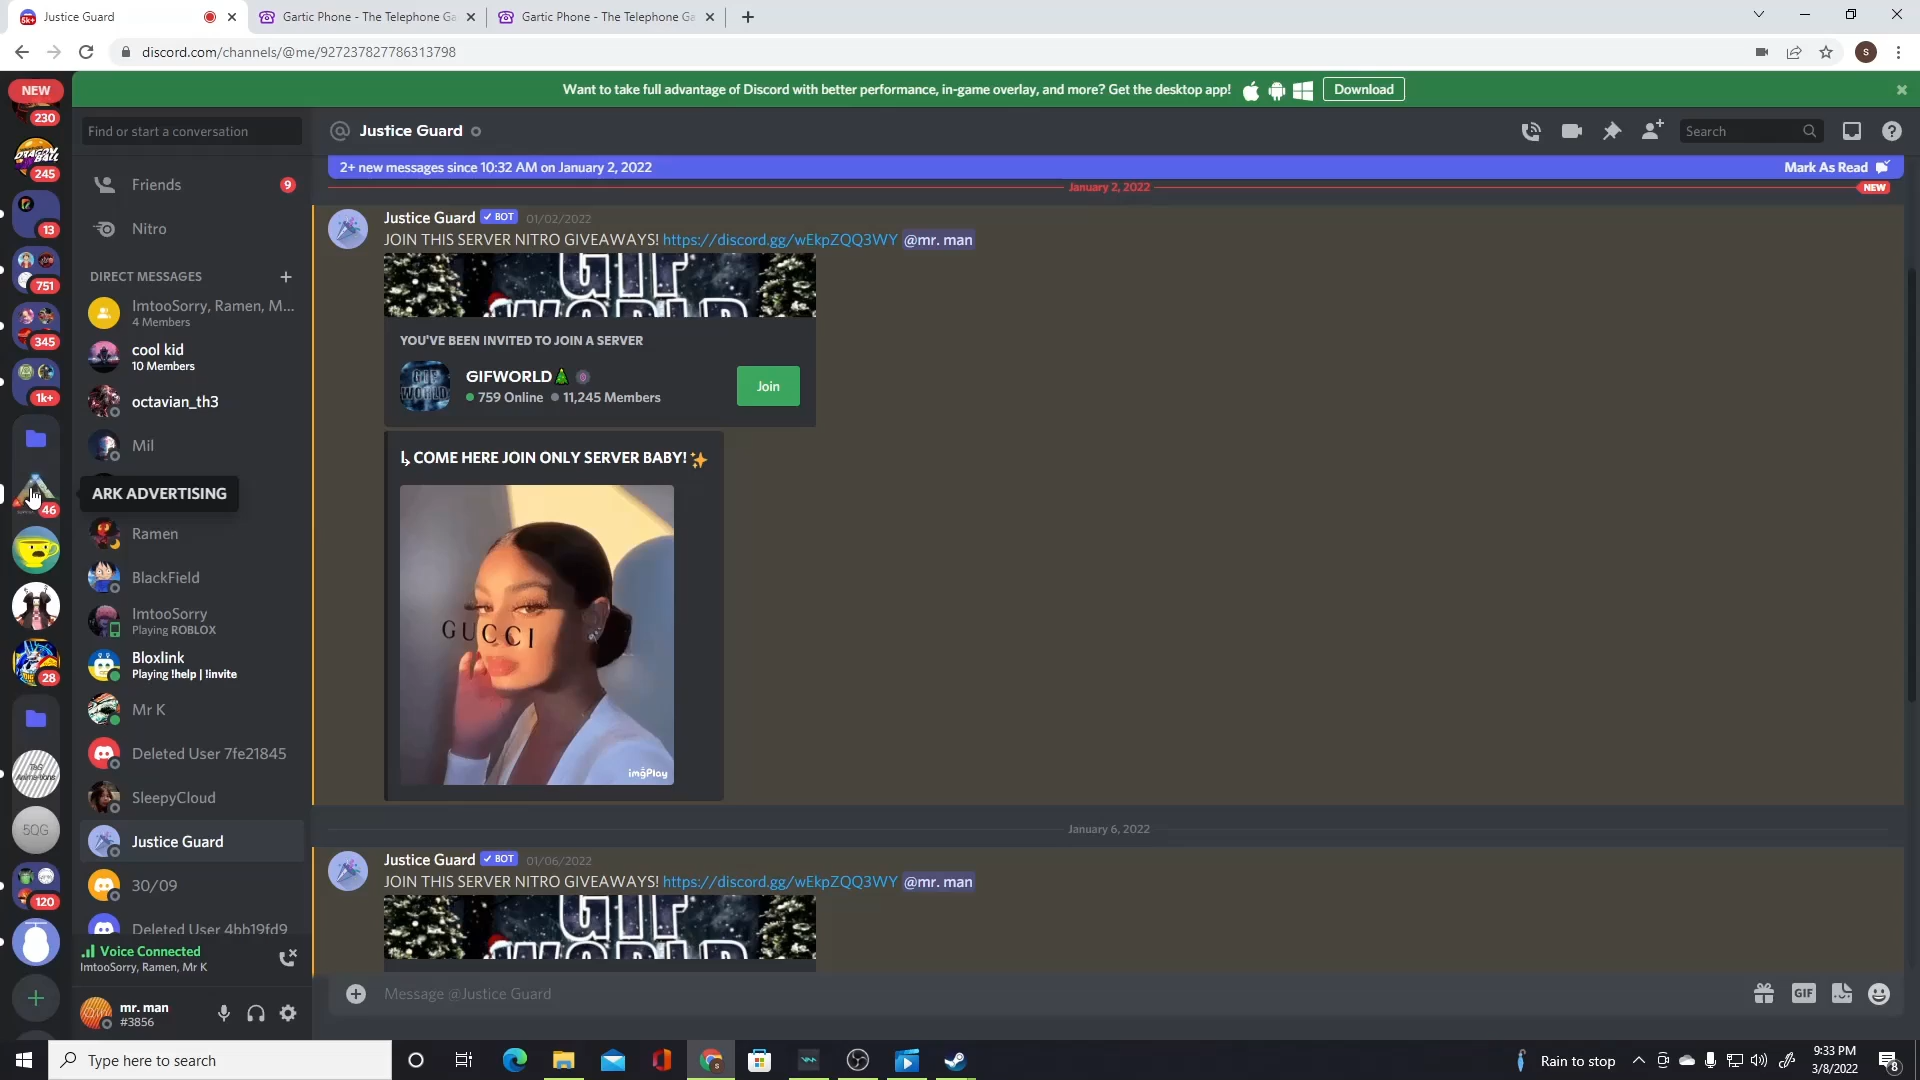 Justice Guard
Gartic Phone - The Telephone Ga
Gartic Phone - The Telephone Ga
discord.com/channels/@me/927237827786313798
S
Want to take full advantage of Discord with better performance, in-game overlay, and more? Get the desktop app!
Download
NEW
230
245
13
751
345
1k+
46
28
T&S
Animations
5QG
120
ARK ADVERTISING
Find or start a conversation
Friends
9
Nitro
DIRECT MESSAGES
ImtooSorry, Ramen, M...
4 Members
cool kid
10 Members
octavian_th3
Mil
Ramen
BlackField
ImtooSorry
Playing ROBLOX
Bloxlink
Playing !help | !invite
Mr K
Deleted User 7fe21845
SleepyCloud
Justice Guard
30/09
Deleted User 4bb19fd9
Voice Connected
ImtooSorry, Ramen, Mr K
mr. man
#3856
Justice Guard
Search
2+ new messages since 10:32 AM on January 2, 2022
Mark As Read
January 2, 2022
NEW
Justice Guard BOT 01/02/2022
JOIN THIS SERVER NITRO GIVEAWAYS! https://discord.gg/wEkpZQQ3WY @mr. man
GIF
WORLD
YOU'VE BEEN INVITED TO JOIN A SERVER
GIF
WORLD
GIFWORLD🎄
759 Online 11,245 Members
Join
COME HERE JOIN ONLY SERVER BABY!✨
GUCCI
imgPlay
January 6, 2022
Justice Guard BOT 01/06/2022
JOIN THIS SERVER NITRO GIVEAWAYS! https://discord.gg/wEkpZQQ3WY @mr. man
GIF
WORLD
Message @Justice Guard
GIF
Type here to search
Rain to stop
9:33 PM
3/8/2022
8